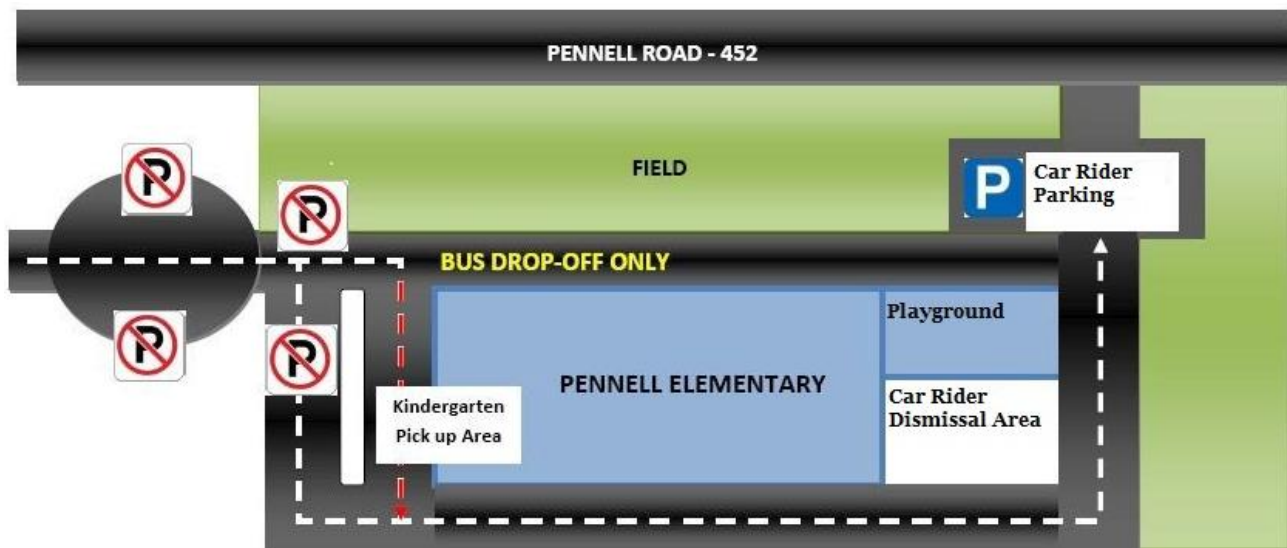 PENNELL ROAD - 452
P
P
FIELD
P
Car Rider
Parking
BUS DROP-OFF ONLY
P
P
Playground
PENNELL ELEMENTARY
Kindergarten
Pick up Area
Car Rider
Dismissal Area